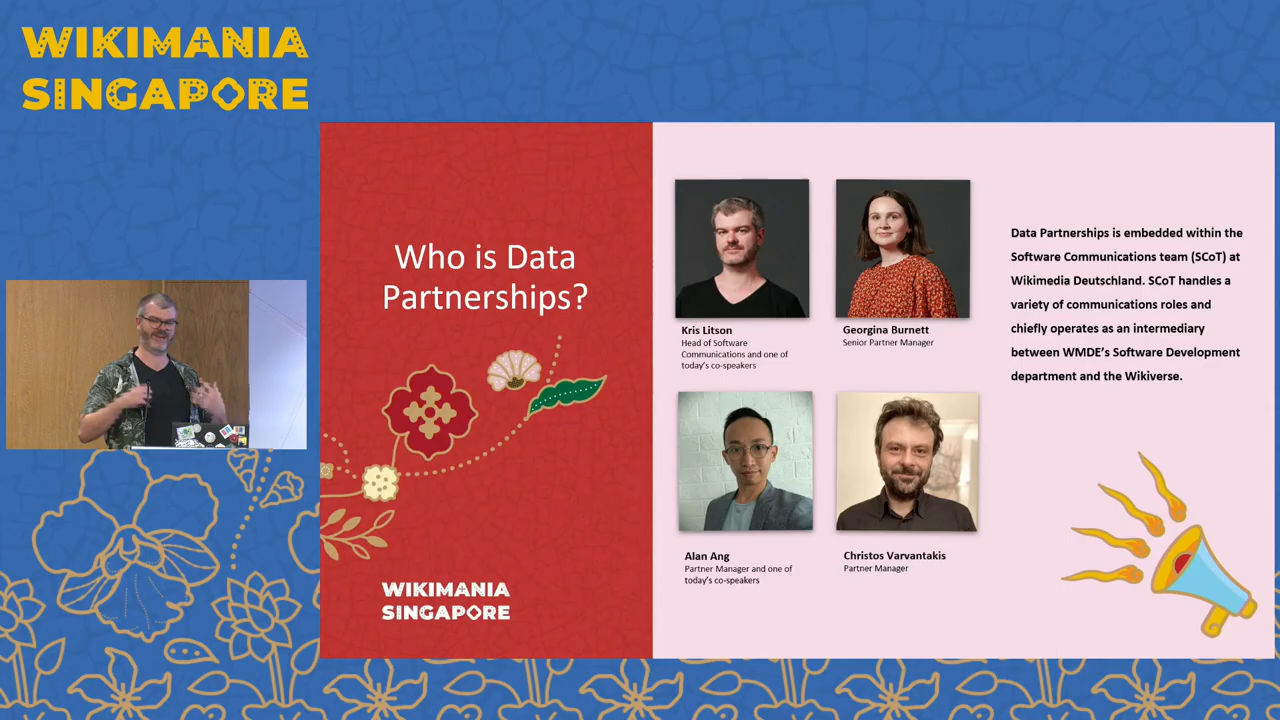 WIKIMANIA
SINGAPORE
Who is Data
Partnerships?
WIKIMANIA
SINGAPORE
Kris Litson
Head of Software
Communications and one of
today's co-speakers
Georgina Burnett
Senior Partner Manager
Alan Ang
Partner Manager and one of
today's co-speakers
Christos Varvantakis
Partner Manager
Data Partnerships is embedded within the
Software Communications team (SCoT) at
Wikimedia Deutschland. SCoT handles a
variety of communications roles and
chiefly operates as an intermediary
between WMDE's Software Development
department and the Wikiverse.